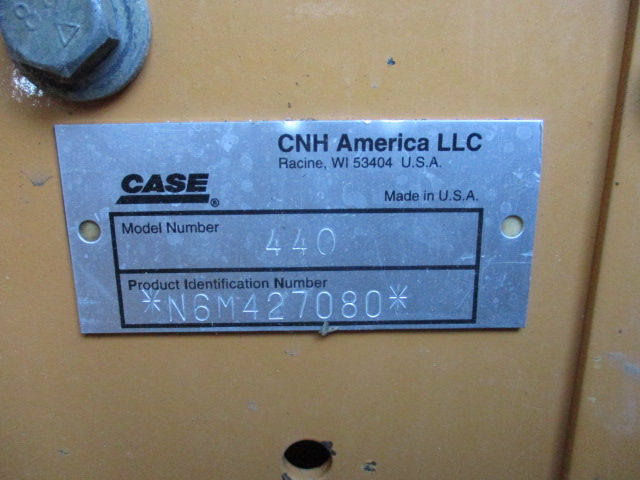 CNH America LLC
Racine, WI 53404 U.S.A.
CASE®
Made in U.S.A.
Model Number
440
Product Identification Number
*N6M427080*